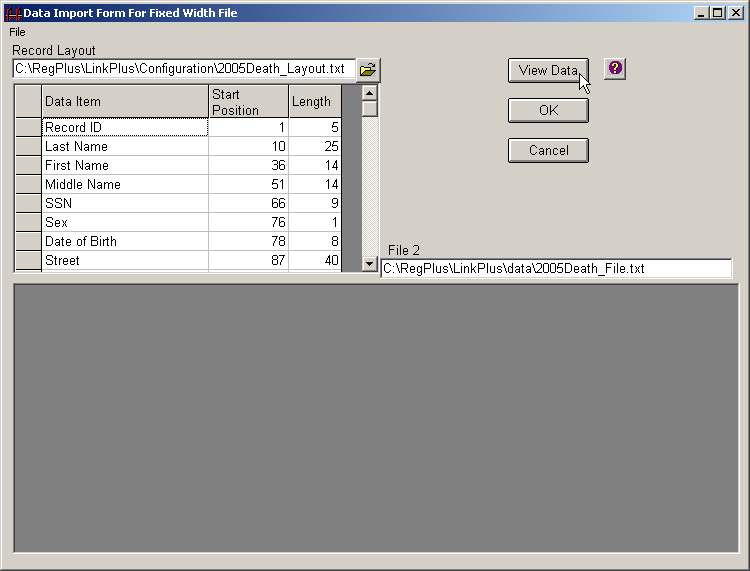 Data Import Form For Fixed Width File
File
Record Layout
C:\RegPlus\LinkPlus\Configuration\2005Death_Layout.txt
View Data
?
Data Item Start Position Length
OK
Record ID 1 5
Last Name 10 25
Cancel
First Name 36 14
Middle Name 51 14
SSN 66 9
Sex 76 1
Date of Birth 78 8
File 2
Street 87 40
C:\RegPlus\LinkPlus\data\2005Death_File.txt